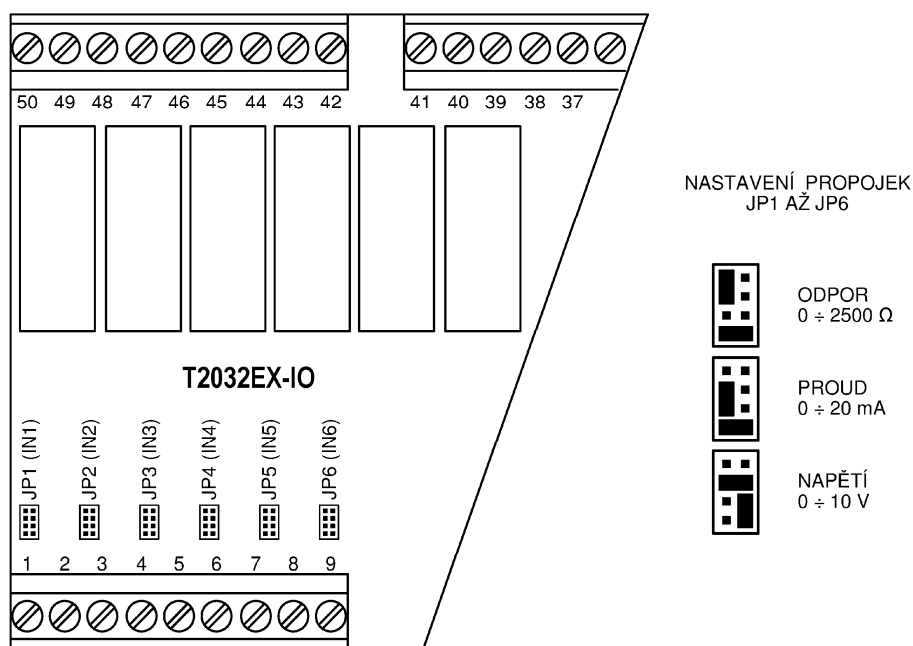 50 49 48 47 46 45 44 43 42 41 40 39 38 37
NASTAVENÍ PROPOJEK
JP1 AŽ JP6
ODPOR
0 ÷ 2500 Ω
PROUD
0 ÷ 20 mA
NAPĚTÍ
0 ÷ 10 V
T2032EX-IO
JP1 (IN1)
JP2 (IN2)
JP3 (IN3)
JP4 (IN4)
JP5 (IN5)
JP6 (IN6)
1 2 3 4 5 6 7 8 9